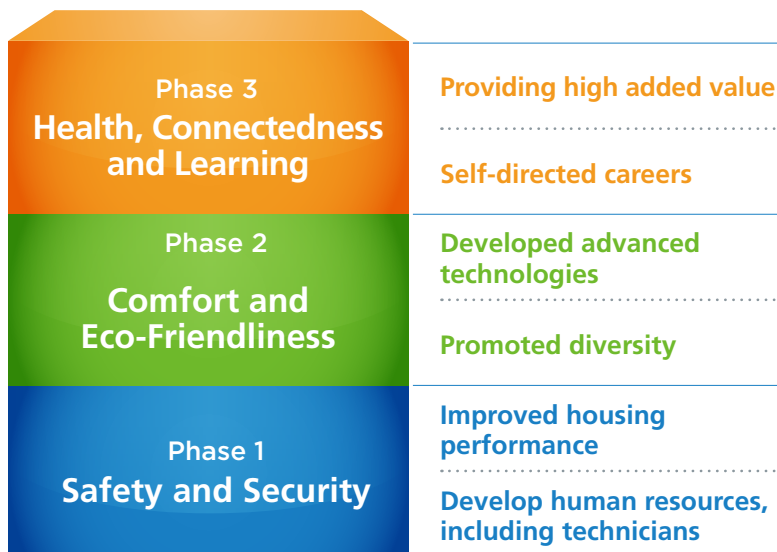 Phase 3
Health, Connectedness
and Learning
Providing high added value
Self-directed careers
Phase 2
Comfort and
Eco-Friendliness
Developed advanced
technologies
Promoted diversity
Phase 1
Safety and Security
Improved housing
performance
Develop human resources,
including technicians